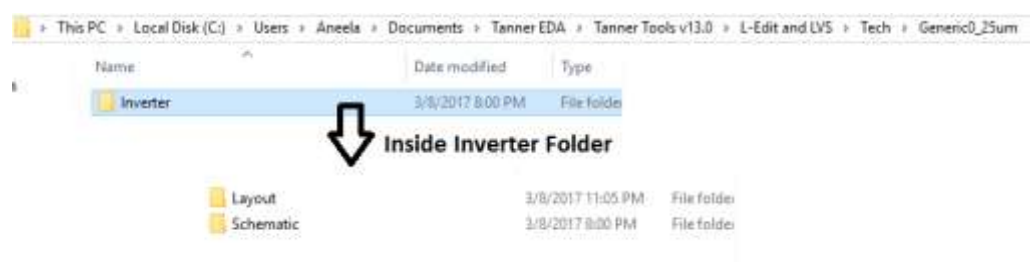 This PC › Local Disk (C:) › Users › Aneela › Documents › Tanner EDA › Tanner Tools v13.0 › L-Edit and LVS › Tech › Generic0_25um
Name Date modified Type
Inverter 3/8/2017 8:00 PM File folder
Inside Inverter Folder
Layout 3/8/2017 11:05 PM File folder
Schematic 3/8/2017 8:00 PM File folder